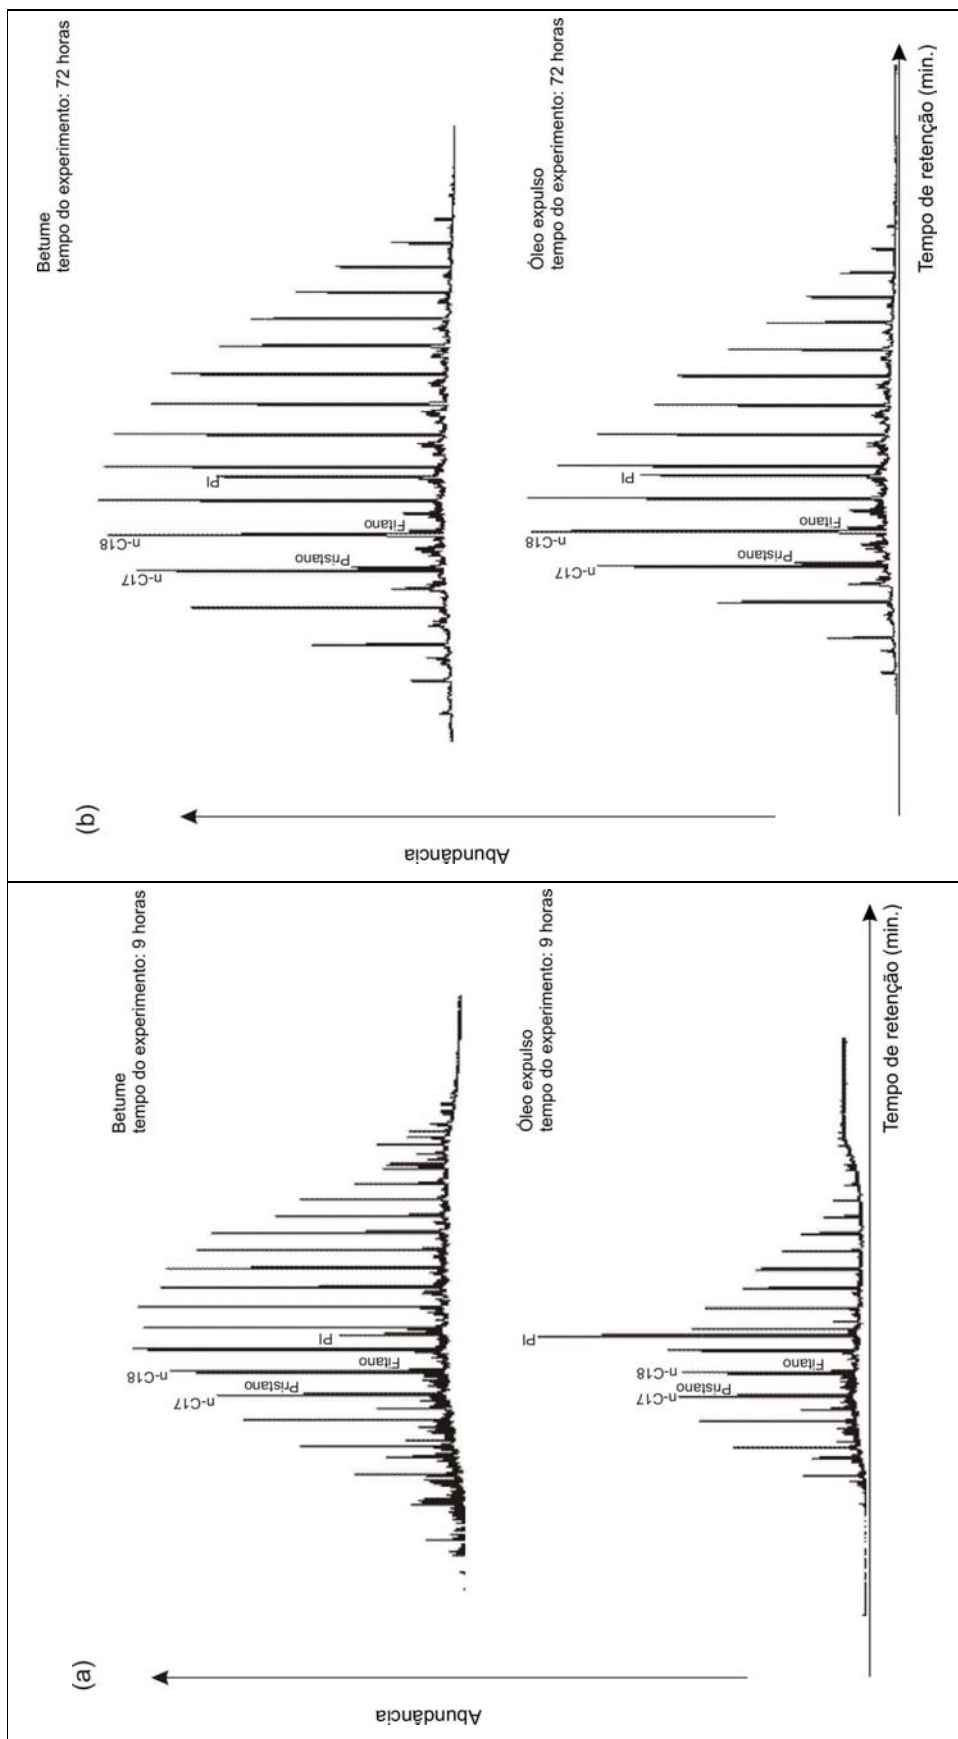 (a)
Abundância
Betume
tempo do experimento: 9 horas
n-C17
Pristano
n-C18
Fitano
PI
Óleo expulso
tempo do experimento: 9 horas
n-C17
Pristano
n-C18
Fitano
PI
Tempo de retenção (min.)
(b)
Abundância
Betume
tempo do experimento: 72 horas
n-C17
Pristano
n-C18
Fitano
PI
Óleo expulso
tempo do experimento: 72 horas
n-C17
Pristano
n-C18
Fitano
PI
Tempo de retenção (min.)